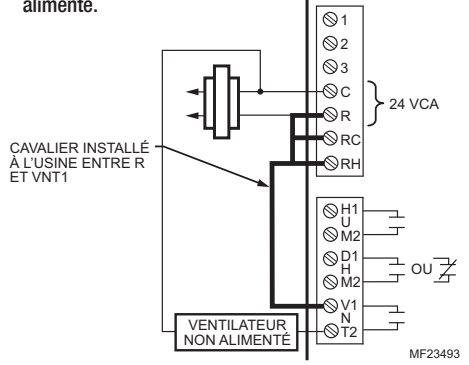 alimenté.
1
2
3
C
R
RC
RH
24 VCA
CAVALIER INSTALLÉ
À L'USINE ENTRE R
ET VNT1
H1
U
M2
D1
H
M2
OU
V1
N
T2
VENTILATEUR
NON ALIMENTÉ
MF23493